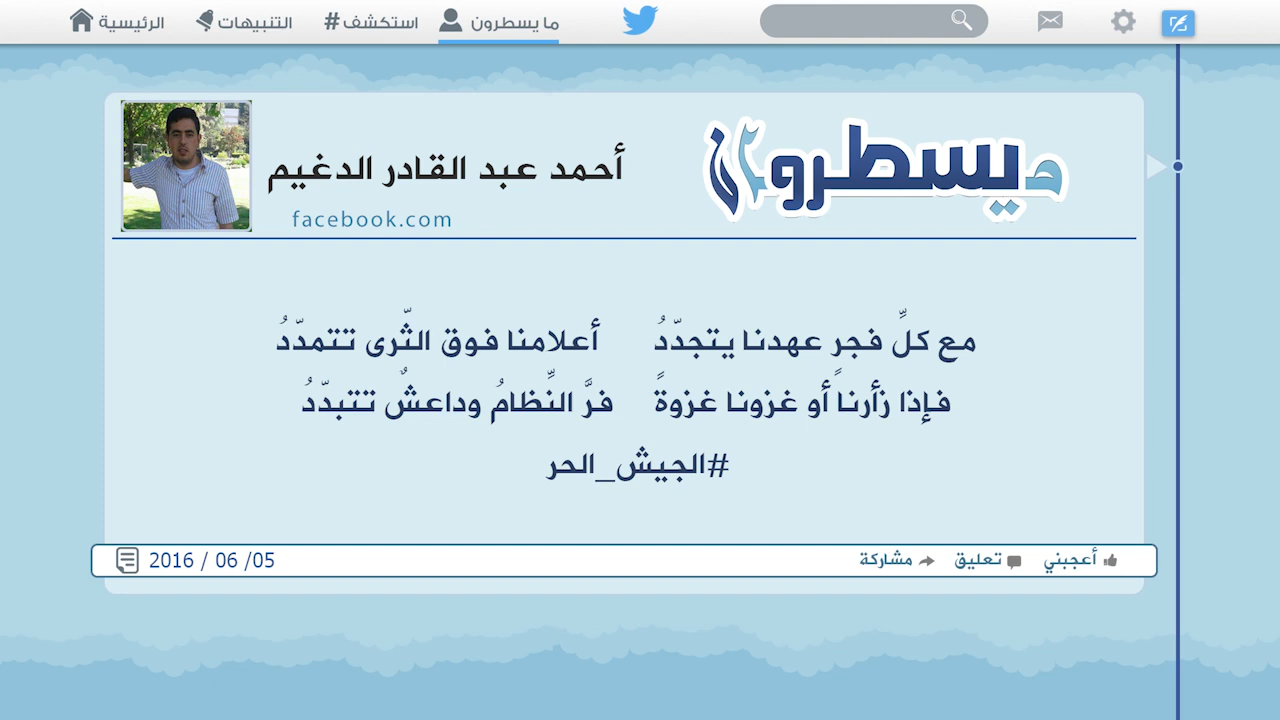 الرئيسية التنبيهات # استكشف ما يسطرون
ما يسطرون
أحمد عبد القادر الدغيم
facebook.com
مع كلِّ فجرٍ عهدنا يتجدّدُ أعلامنا فوق الثّرى تتمدّدُ
فإذا زأرنا أو غزونا غزوةً فرَّ النِّظامُ وداعشٌ تتبدّدُ
#الجيش_الحر
أعجبني تعليق مشاركة
2016 / 06 /05